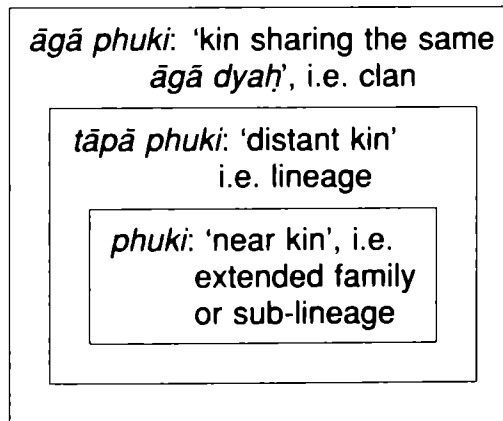 āgā phuki: ‘kin sharing the same
āgā dyaḥ’, i.e. clan
tāpā phuki: ‘distant kin’
i.e. lineage
phuki: ‘near kin’, i.e.
extended family
or sub-lineage